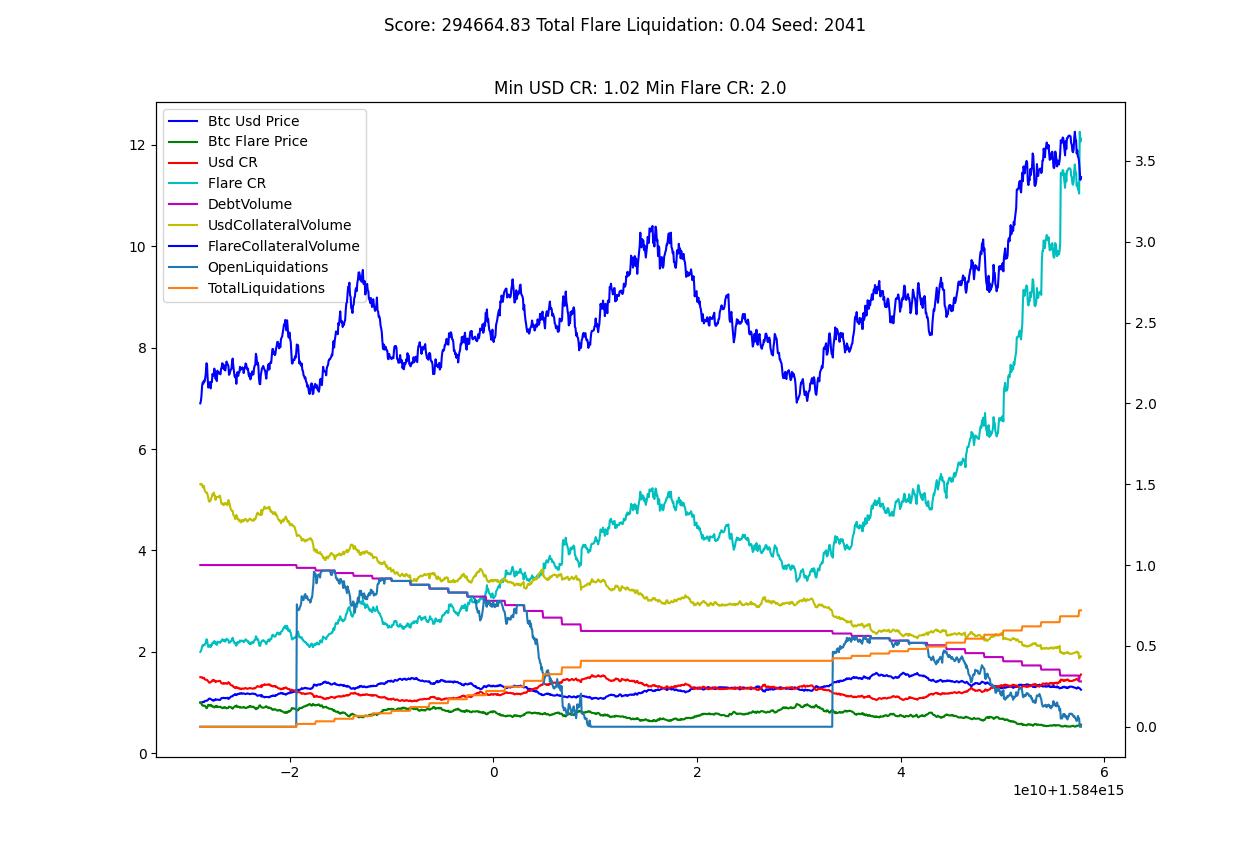 Score: 294664.83 Total Flare Liquidation: 0.04 Seed: 2041
Min USD CR: 1.02 Min Flare CR: 2.0
Btc Usd Price
Btc Flare Price
Usd CR
Flare CR
DebtVolume
UsdCollateralVolume
FlareCollateralVolume
OpenLiquidations
TotalLiquidations
12
10
8
6
4
2
0
3.5
3.0
2.5
2.0
1.5
1.0
0.5
0.0
−2 0 2 4 6
1e10+1.584e15